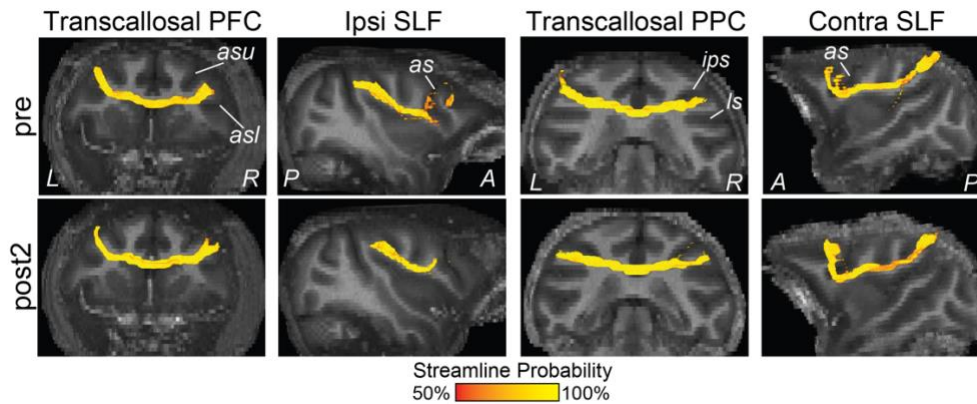 Transcallosal PFC Ipsi SLF Transcallosal PPC Contra SLF
pre
asu
asl
L R
as
P A
ips
ls
L R
as
A P
post2
Streamline Probability
50% 100%